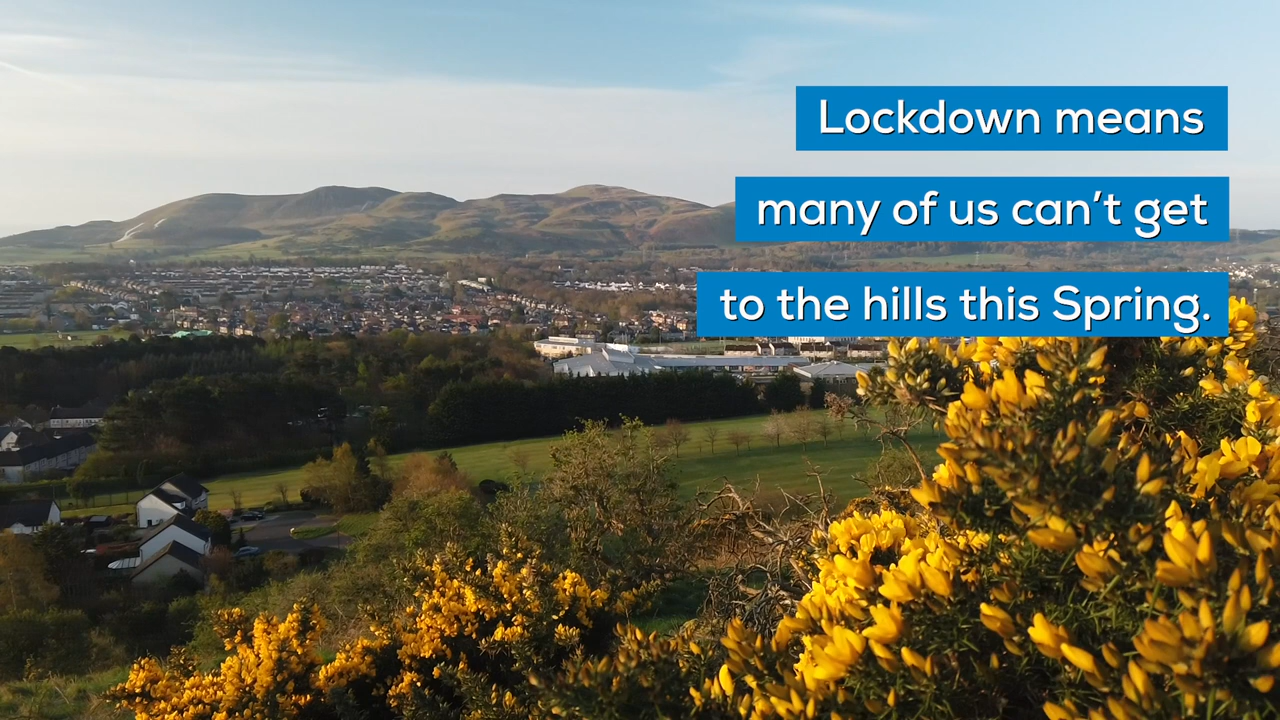 Lockdown means
many of us can’t get
to the hills this Spring.